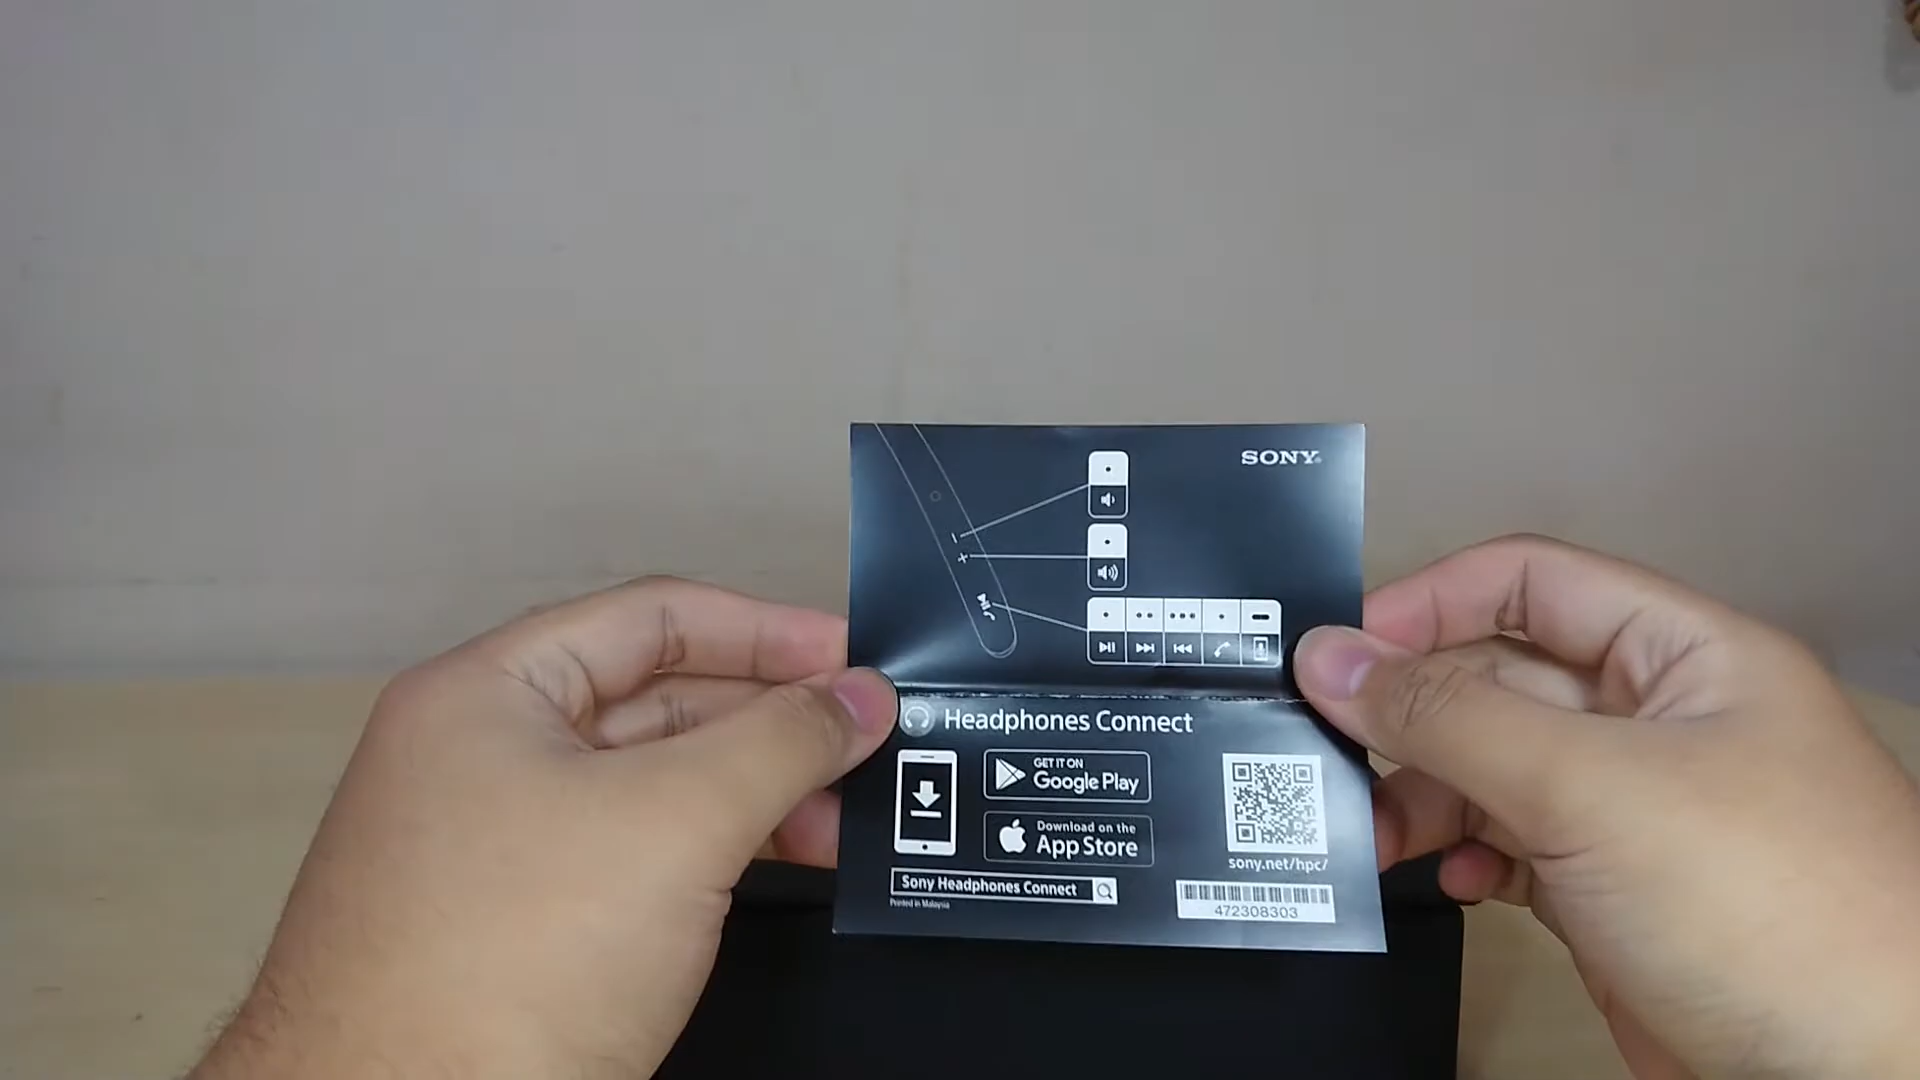 SONY
-
+
Headphones Connect
GET IT ON
Google Play
Download on the
App Store
sony.net/hpc/
Sony Headphones Connect
Printed in Malaysia
472308303